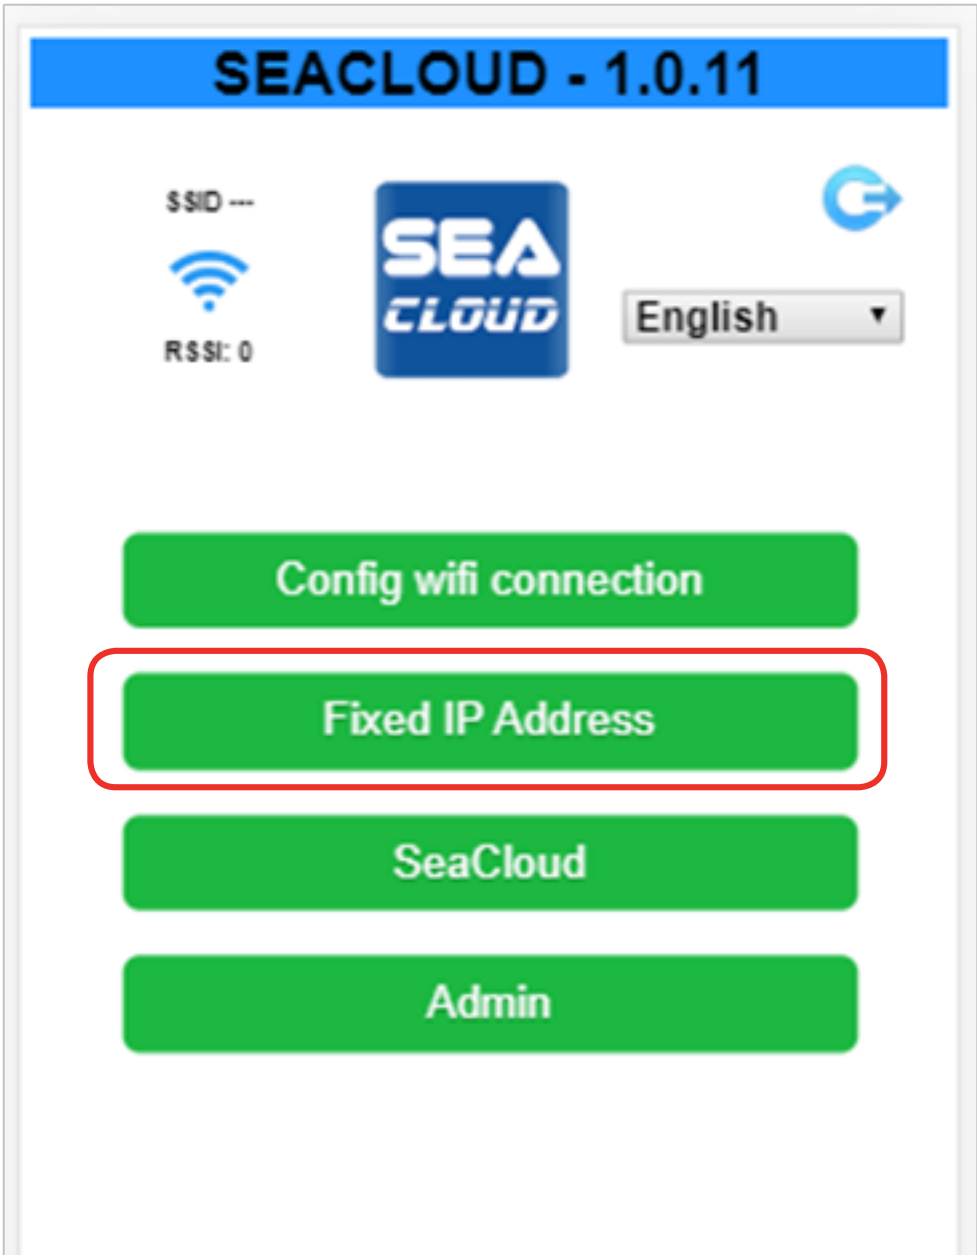 SEACLOUD - 1.0.11
SSID ---
SEA
CLOUD
English
RSSI: 0
Config wifi connection
Fixed IP Address
SeaCloud
Admin